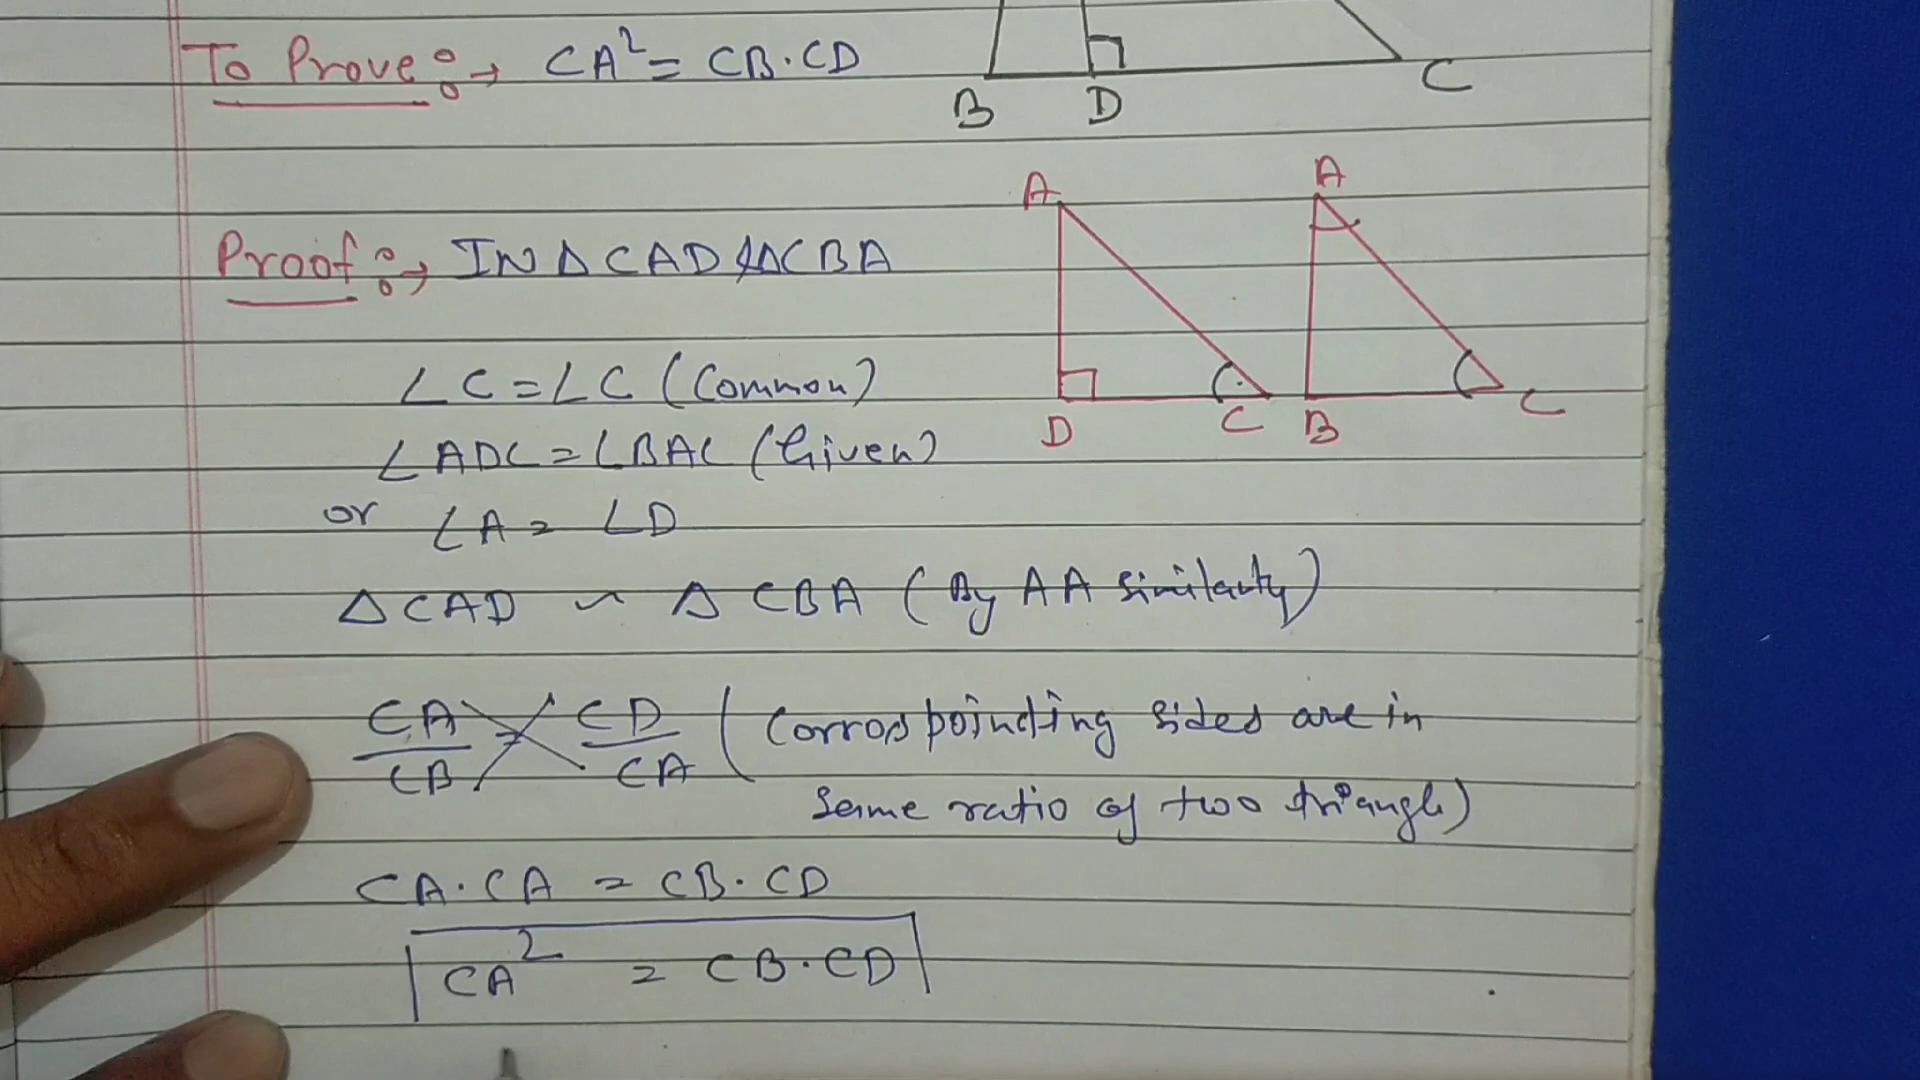 To Prove :→ CA² = CB·CD
B D C
A A
Proof :→ IN Δ CAD & Δ CBA
∠C = ∠C (Common)
D C B C
∠ADC = ∠BAC (Given)
or ∠A = ∠D
Δ CAD ~ Δ CBA (By AA Similarity)
CA/CB = CD/CA (Corrospoinding sides are in
Same ratio of two triangle)
CA·CA = CB·CD
CA² = CB·CD